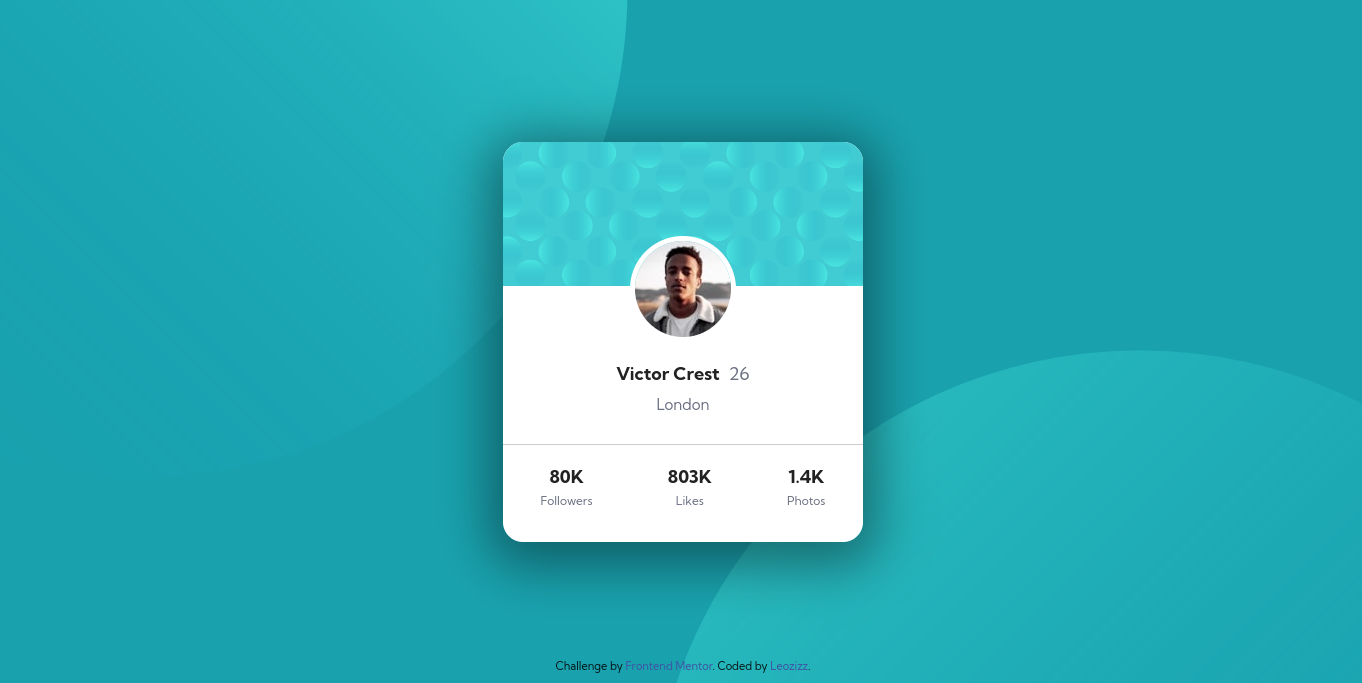 Victor Crest 26
London
80K 803K 1.4K
Followers Likes Photos
Challenge by Frontend Mentor. Coded by Leozizz.